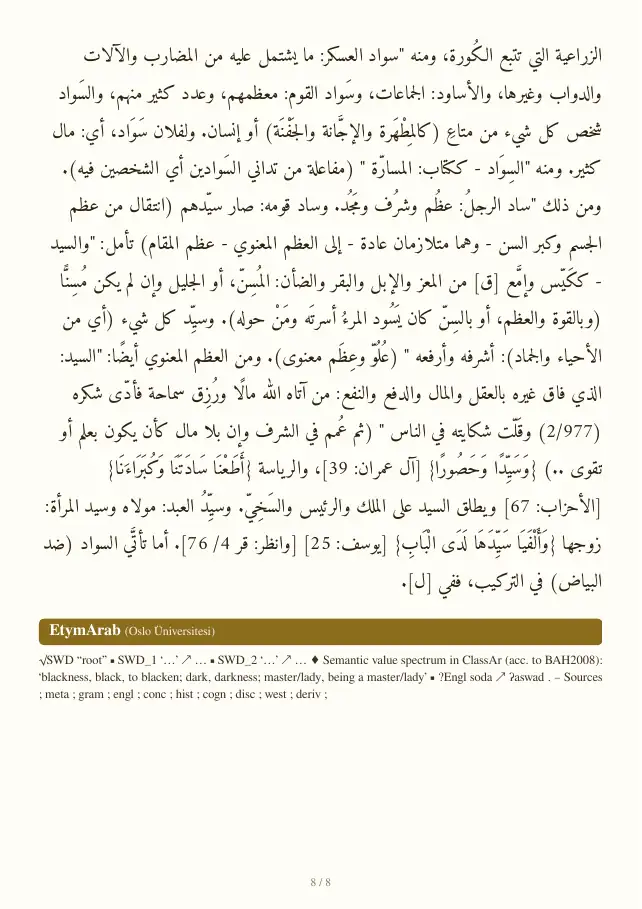 الزراعية التي تتبع الكُورة، ومنه "سواد العسكر: ما يشتمل عليه من المضارب والآلات
والدواب وغيرها، والأساود: الجماعات، وسَواد القوم: معظمهم، وعدد كثير منهم، والسَواد
شخص كل شيء من متاع (كالمِطْهَرة والإجَّانة والجَفْنَة) أو إنسان. ولفلان سَوَاد، أي: مال
كثير. ومنه "السِوَاد - ككتاب: المسارّة " (مفاعلة من تداني السَوادين أي الشخصين فيه).
ومن ذلك "ساد الرجلُ: عظُم وشرُف ومَجُد. وساد قومه: صار سيّدهم (انتقال من عظم
الجسم وكبر السن - وهما متلازمان عادة - إلى العظم المعنوي - عظم المقام) تأمل: "والسيد
- ككَيّس وإمَّع [ق] من المعز والإبل والبقر والضأن: المُسِنّ، أو الجليل وإن لم يكن مُسِنًّا
(وبالقوة والعظم، أو بالسِنّ كان يَسُود المرءُ أسرتَه ومَنْ حوله). وسيِّد كل شيء (أي من
الأحياء والجماد): أشرفه وأرفعه " (عُلُوّ وعِظَم معنوى). ومن العظم المعنوي أيضًا: "السيد:
الذي فاق غيره بالعقل والمال والدفع والنفع: من آتاه الله مالًا ورُزِق سماحة فأدّى شكره
(2/977) وقَلّت شكايته في الناس " (ثم عُمم في الشرف وإن بلا مال كأن يكون بعلم أو
تقوى ..) {وَسَيِّدًا وَحَصُورًا} [آل عمران: 39]، والرياسة {أَطَعْنَا سَادَتَنَا وَكُبَرَاءَنَا}
[الأحزاب: 67] ويطلق السيد على الملك والرئيس والسَخِيّ. وسيِّدُ العبد: مولاه وسيد المرأة:
زوجها {وَأَلْفَيَا سَيِّدَهَا لَدَى الْبَابِ} [يوسف: 25] [وانظر: قر 4/ 76]. أما تأتَّي السواد (ضد
البياض) في التركيب، ففي [ل].
EtymArab (Oslo Üniversitesi)
√SWD “root” ▪ SWD_1 ‘…’ ↗ … ▪ SWD_2 ‘…’ ↗ … ♦ Semantic value spectrum in ClassAr (acc. to BAH2008):
‘blackness, black, to blacken; dark, darkness; master/lady, being a master/lady’ ▪ ?Engl soda ↗ ʔaswad . – Sources
; meta ; gram ; engl ; conc ; hist ; cogn ; disc ; west ; deriv ;
8 / 8